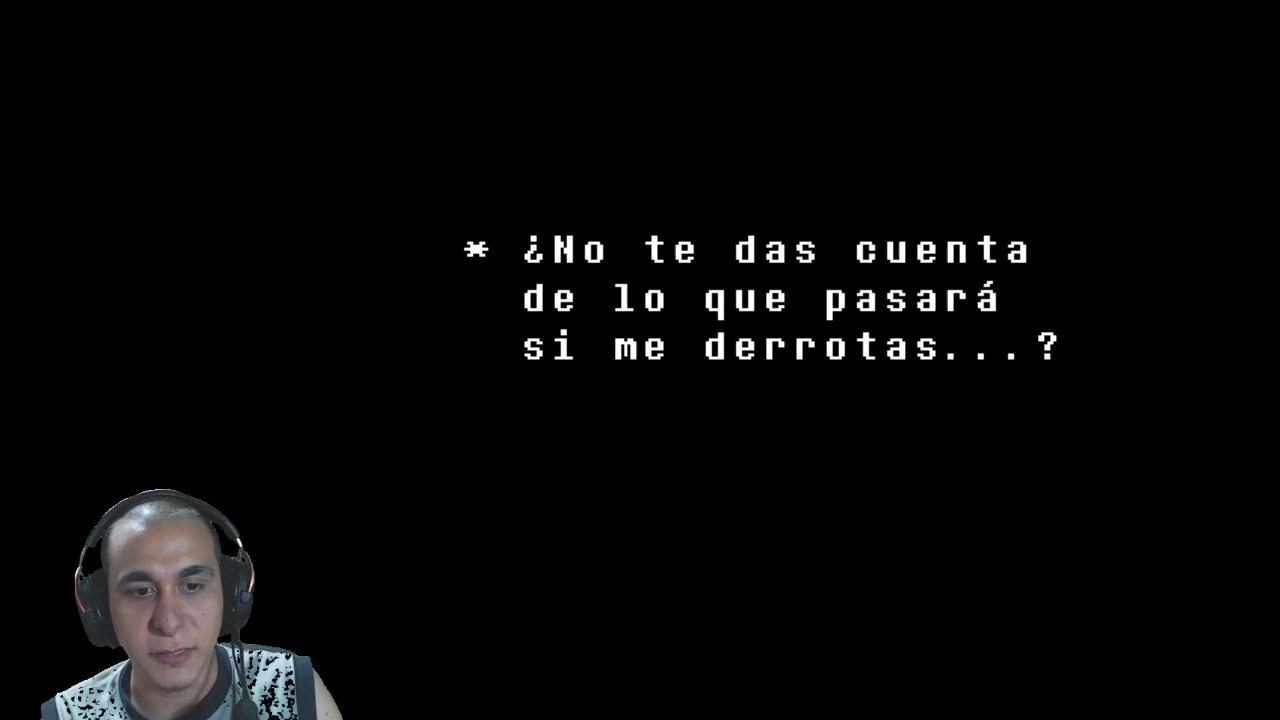 * ¿No te das cuenta
de lo que pasará
si me derrotas...?